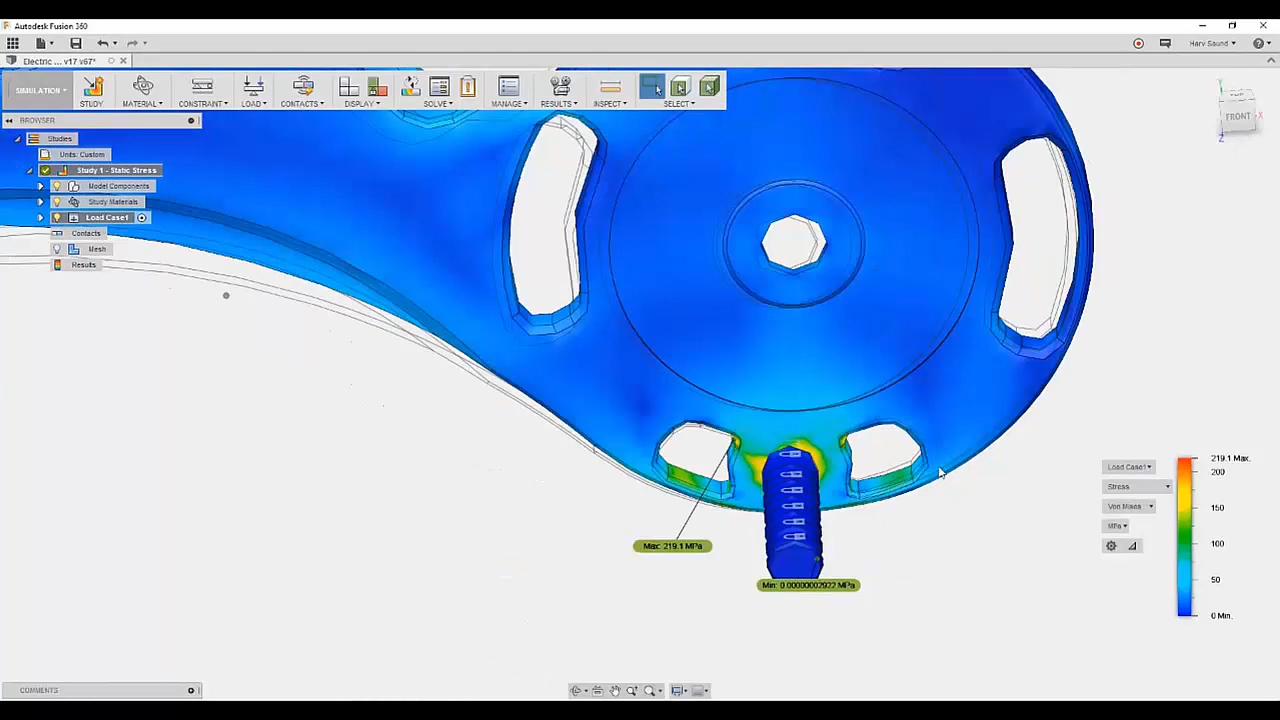 Autodesk Fusion 360
Harv Saund
Electric ... v17 v67*
SIMULATION
STUDY
MATERIAL
CONSTRAINT
LOAD
CONTACTS
DISPLAY
SOLVE
MANAGE
RESULTS
INSPECT
SELECT
TOP
FRONT
X
Z
BROWSER
Studies
Units: Custom
Study 1 - Static Stress
Model Components
Study Materials
Load Case1
Contacts
Mesh
Results
219.1 Max.
200
150
100
50
0 Min.
Load Case1
Stress
Von Mises
MPa
Max: 219.1 MPa
Min: 0.00000002922 MPa
COMMENTS